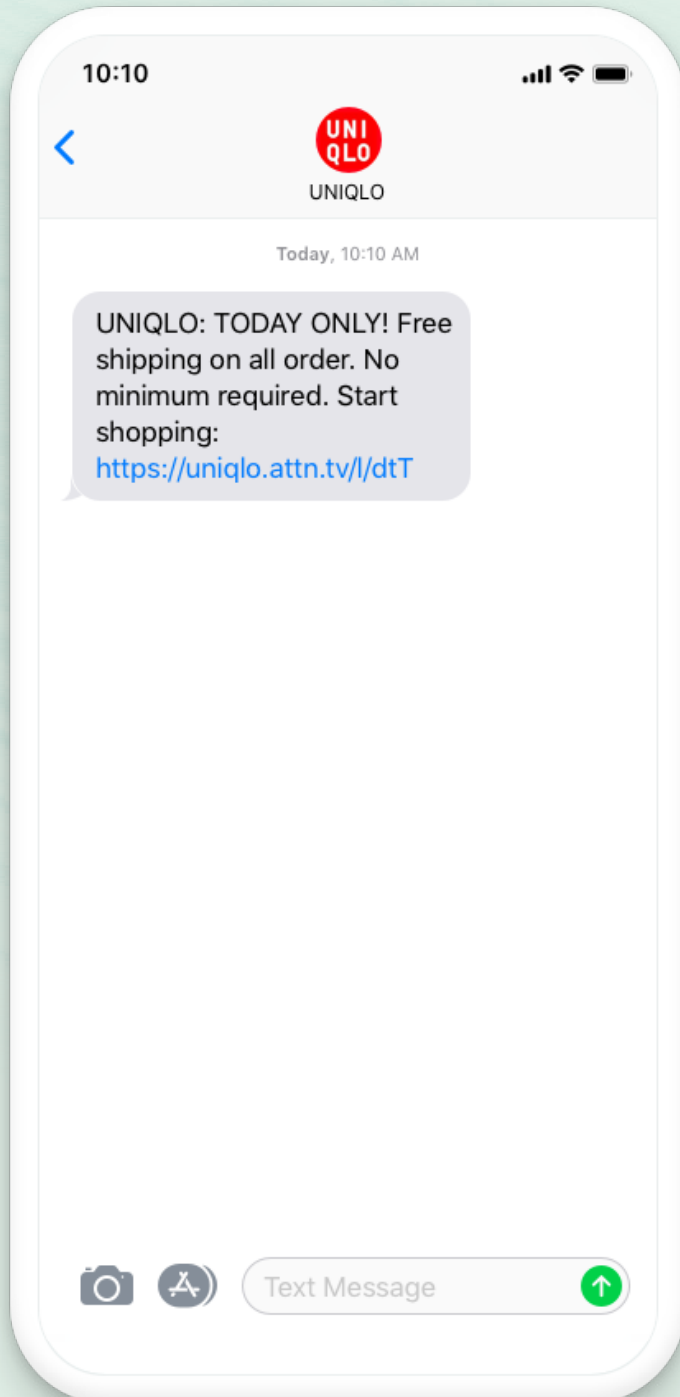 10:10
UNI
QLO
UNIQLO
Today, 10:10 AM
UNIQLO: TODAY ONLY! Free
shipping on all order. No
minimum required. Start
shopping:
https://uniqlo.attn.tv/l/dtT
Text Message